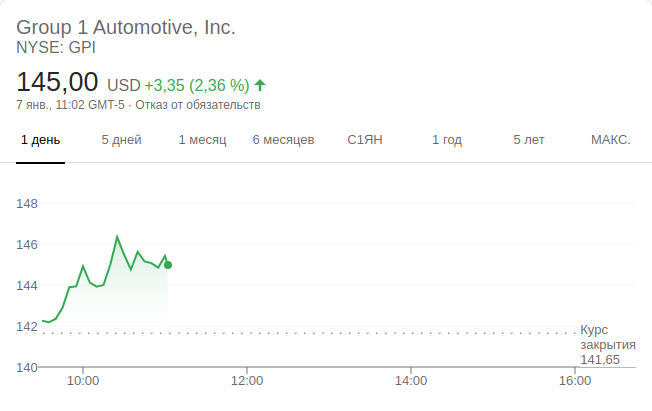 Group 1 Automotive, Inc.
NYSE: GPI
145,00 USD +3,35 (2,36 %)
7 янв., 11:02 GMT-5 · Отказ от обязательств
1 день 5 дней 1 месяц 6 месяцев С1ЯН 1 год 5 лет МАКС.
148
146
144
142
Курс
закрытия
141,65
140
10:00 12:00 14:00 16:00